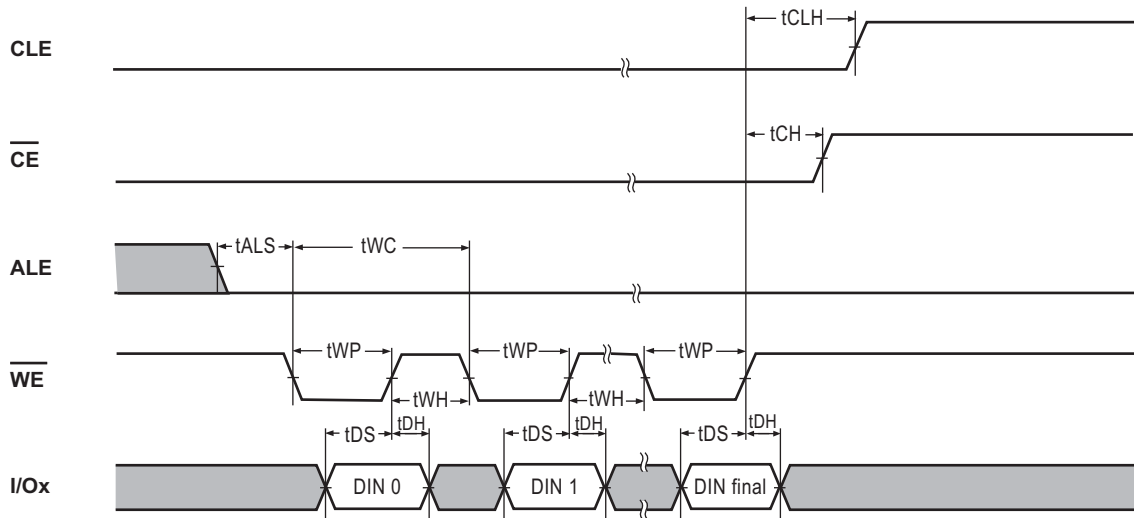 CLE
tCLH
CE
tCH
ALE
tALS
tWC
WE
tWP
tWP
tWP
tWH
tWH
tDS
tDH
tDS
tDH
tDS
tDH
I/Ox
DIN 0
DIN 1
DIN final